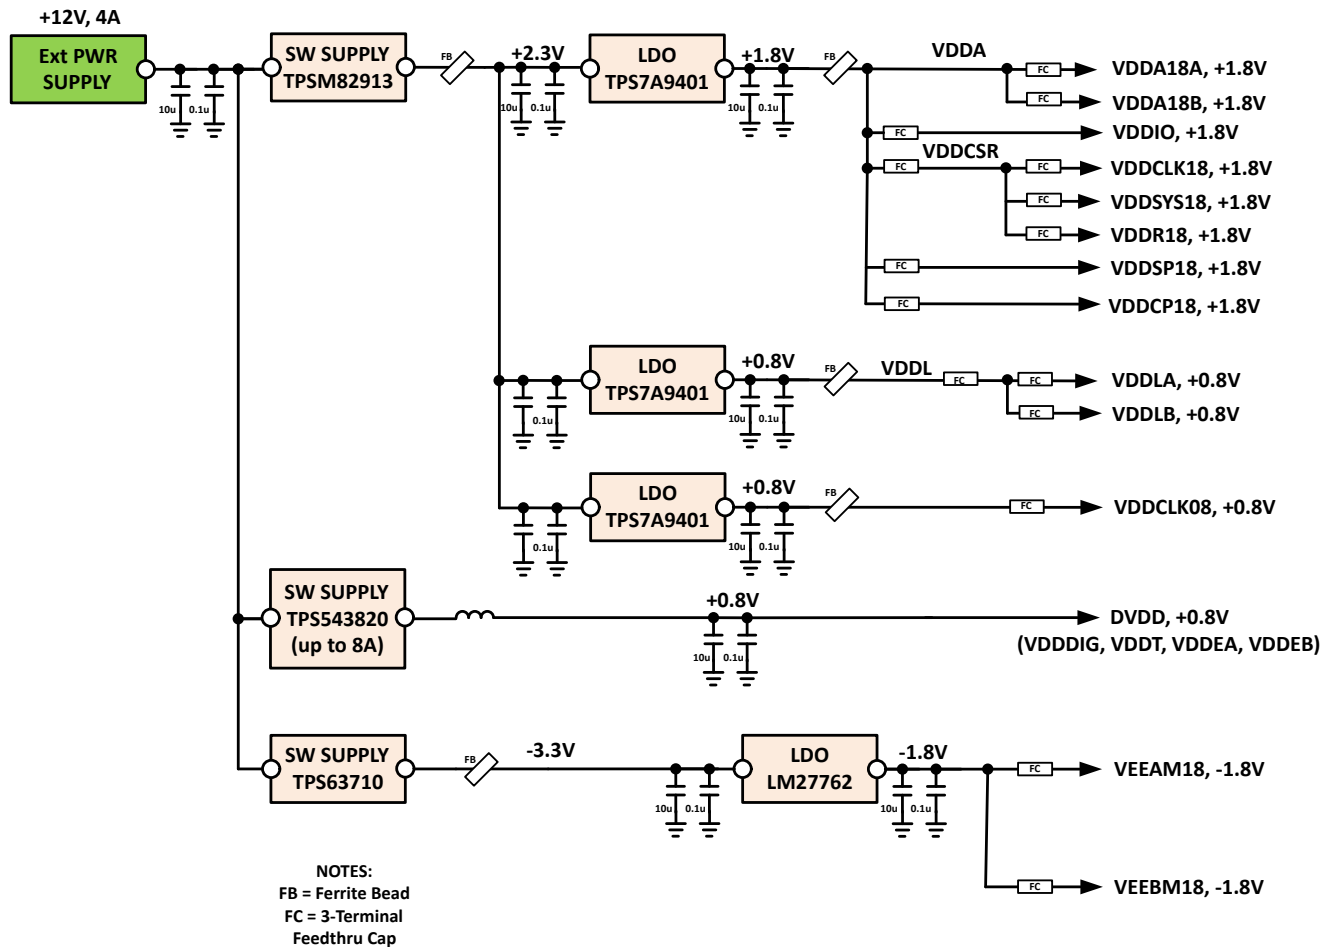 +12V, 4A
Ext PWR
SUPPLY
10u
0.1u
SW SUPPLY
TPSM82913
FB
+2.3V
10u
0.1u
LDO
TPS7A9401
+1.8V
10u
0.1u
FB
VDDA
FC
VDDA18A, +1.8V
FC
VDDA18B, +1.8V
FC
VDDIO, +1.8V
FC
VDDCSR
FC
VDDCLK18, +1.8V
FC
VDDSYS18, +1.8V
FC
VDDR18, +1.8V
FC
VDDSP18, +1.8V
FC
VDDCP18, +1.8V
0.1u
LDO
TPS7A9401
+0.8V
10u
0.1u
FB
VDDL
FC
FC
VDDLA, +0.8V
FC
VDDLB, +0.8V
0.1u
LDO
TPS7A9401
+0.8V
10u
0.1u
FB
FC
VDDCLK08, +0.8V
SW SUPPLY
TPS543820
(up to 8A)
+0.8V
10u
0.1u
DVDD, +0.8V
(VDDDIG, VDDT, VDDEA, VDDEB)
SW SUPPLY
TPS63710
FB
-3.3V
10u
0.1u
LDO
LM27762
-1.8V
10u
0.1u
FC
VEEAM18, -1.8V
FC
VEEBM18, -1.8V
NOTES:
FB = Ferrite Bead
FC = 3-Terminal
Feedthru Cap